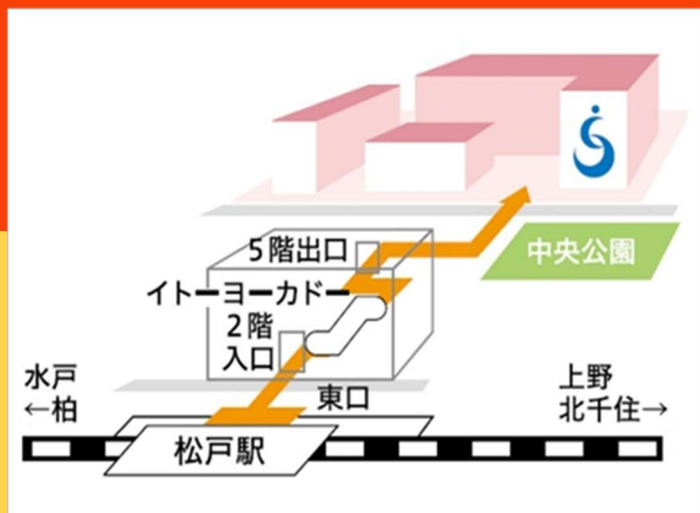 5階出口
中央公園
イトーヨーカドー
2階
入口
水戸
←柏
東口
上野
北千住→
松戸駅